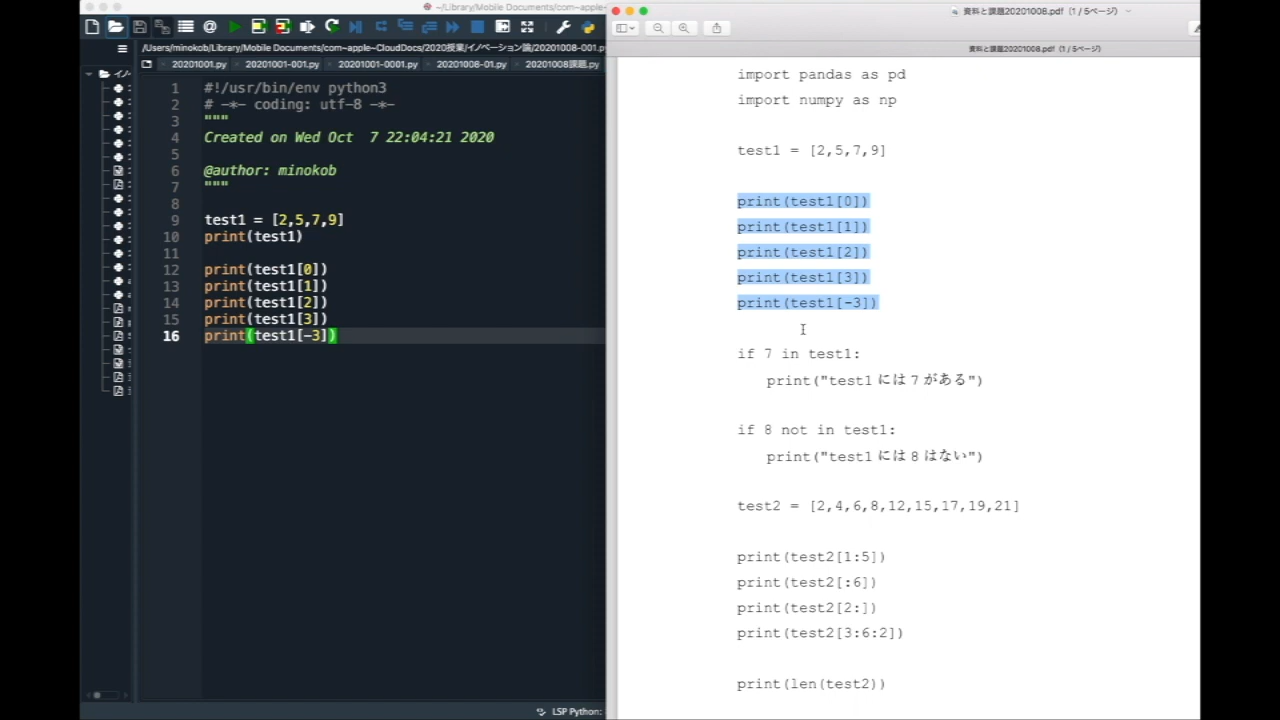 ~/Library/Mobile Documents/com~apple~
/Users/minokob/Library/Mobile Documents/com~apple~CloudDocs/2020授業/イノベーション論/20201008-001.py
20201001.py
20201001-001.py
20201001-0001.py
20201008-01.py
20201008課題.py
1 #!/usr/bin/env python3
2 # -*- coding: utf-8 -*-
3 """
4 Created on Wed Oct  7 22:04:21 2020
5
6 @author: minokob
7 """
8
9 test1 = [2,5,7,9]
10 print(test1)
11
12 print(test1[0])
13 print(test1[1])
14 print(test1[2])
15 print(test1[3])
16 print(test1[-3])
LSP Python:
資料と課題20201008.pdf (1 / 5ページ)
資料と課題20201008.pdf (1 / 5ページ)
import pandas as pd
import numpy as np
test1 = [2,5,7,9]
print(test1[0])
print(test1[1])
print(test1[2])
print(test1[3])
print(test1[-3])
if 7 in test1:
print("test1 には 7 がある")
if 8 not in test1:
print("test1 には 8 はない")
test2 = [2,4,6,8,12,15,17,19,21]
print(test2[1:5])
print(test2[:6])
print(test2[2:])
print(test2[3:6:2])
print(len(test2))